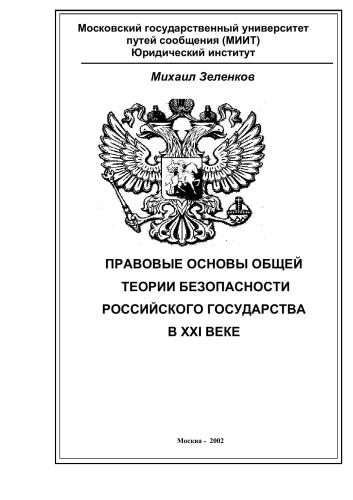 Московский государственный университет
путей сообщения (МИИТ)
Юридический институт
Михаил Зеленков
ПРАВОВЫЕ ОСНОВЫ ОБЩЕЙ
ТЕОРИИ БЕЗОПАСНОСТИ
РОССИЙСКОГО ГОСУДАРСТВА
В XXI ВЕКЕ
Москва - 2002